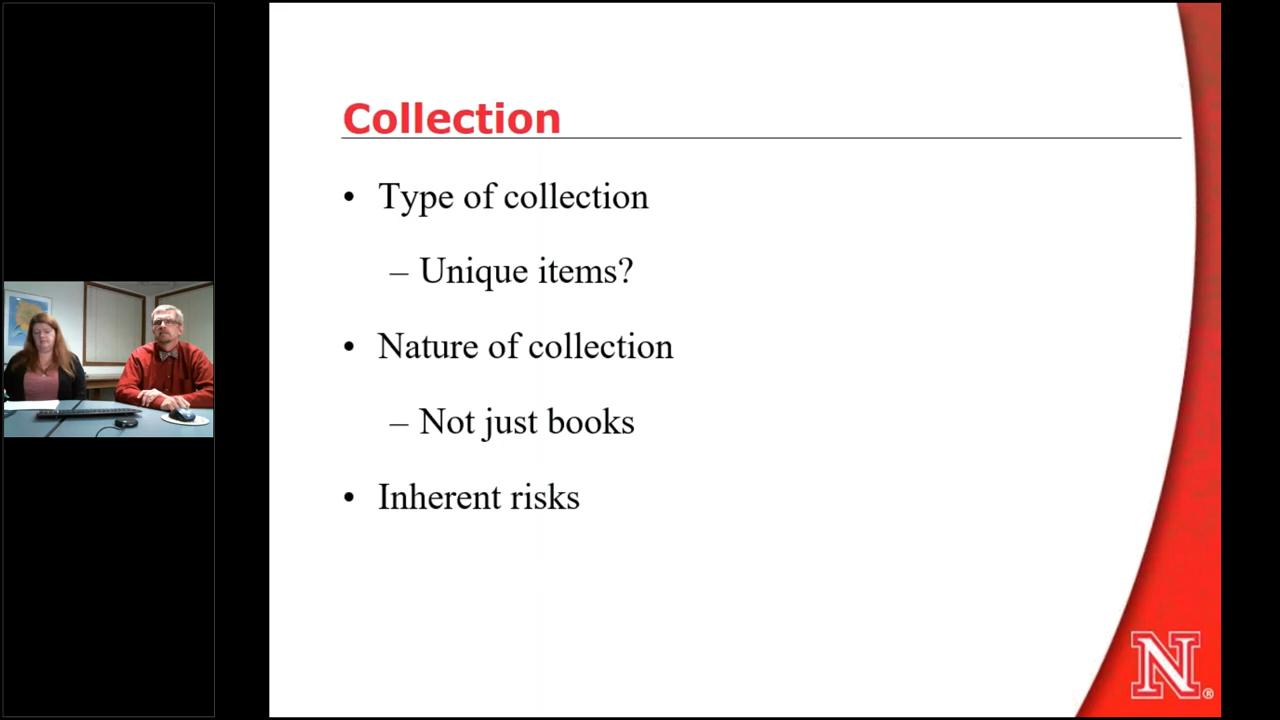 Collection
• Type of collection
– Unique items?
• Nature of collection
– Not just books
• Inherent risks
N®